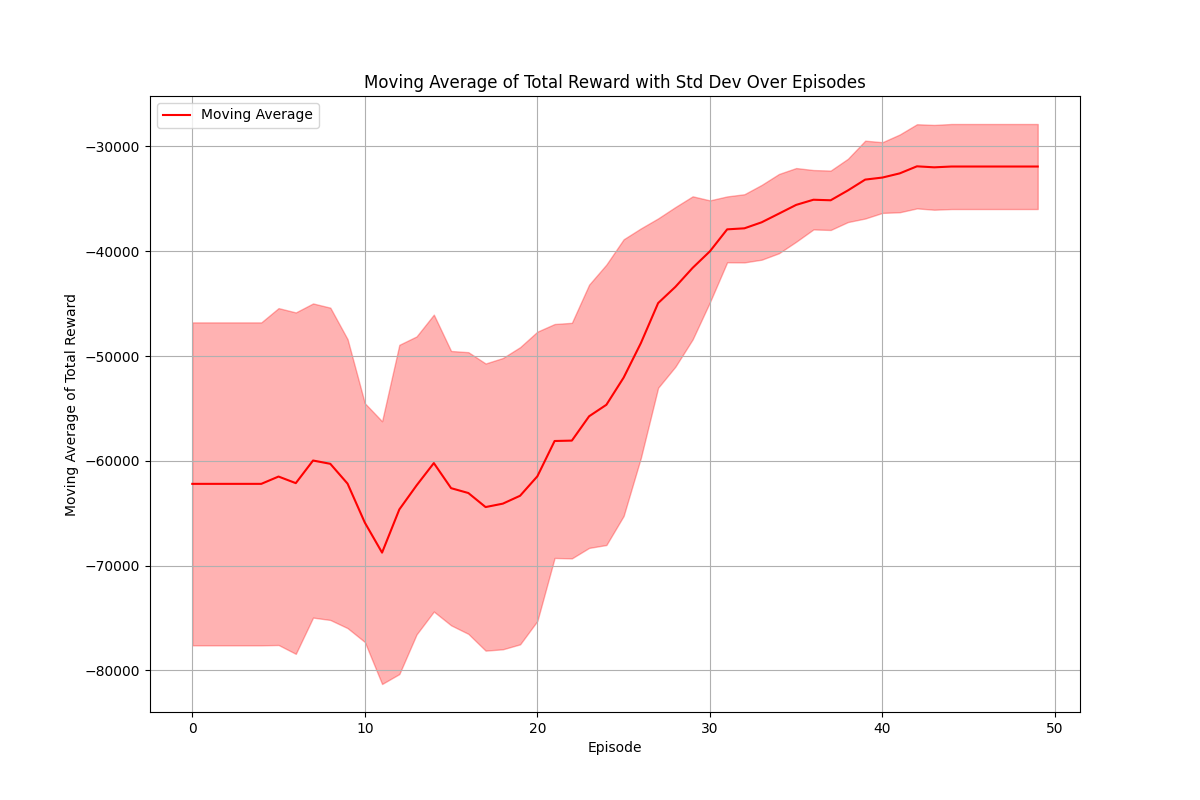 Moving Average of Total Reward with Std Dev Over Episodes
Moving Average
Moving Average of Total Reward
−30000
−40000
−50000
−60000
−70000
−80000
0 10 20 30 40 50
Episode